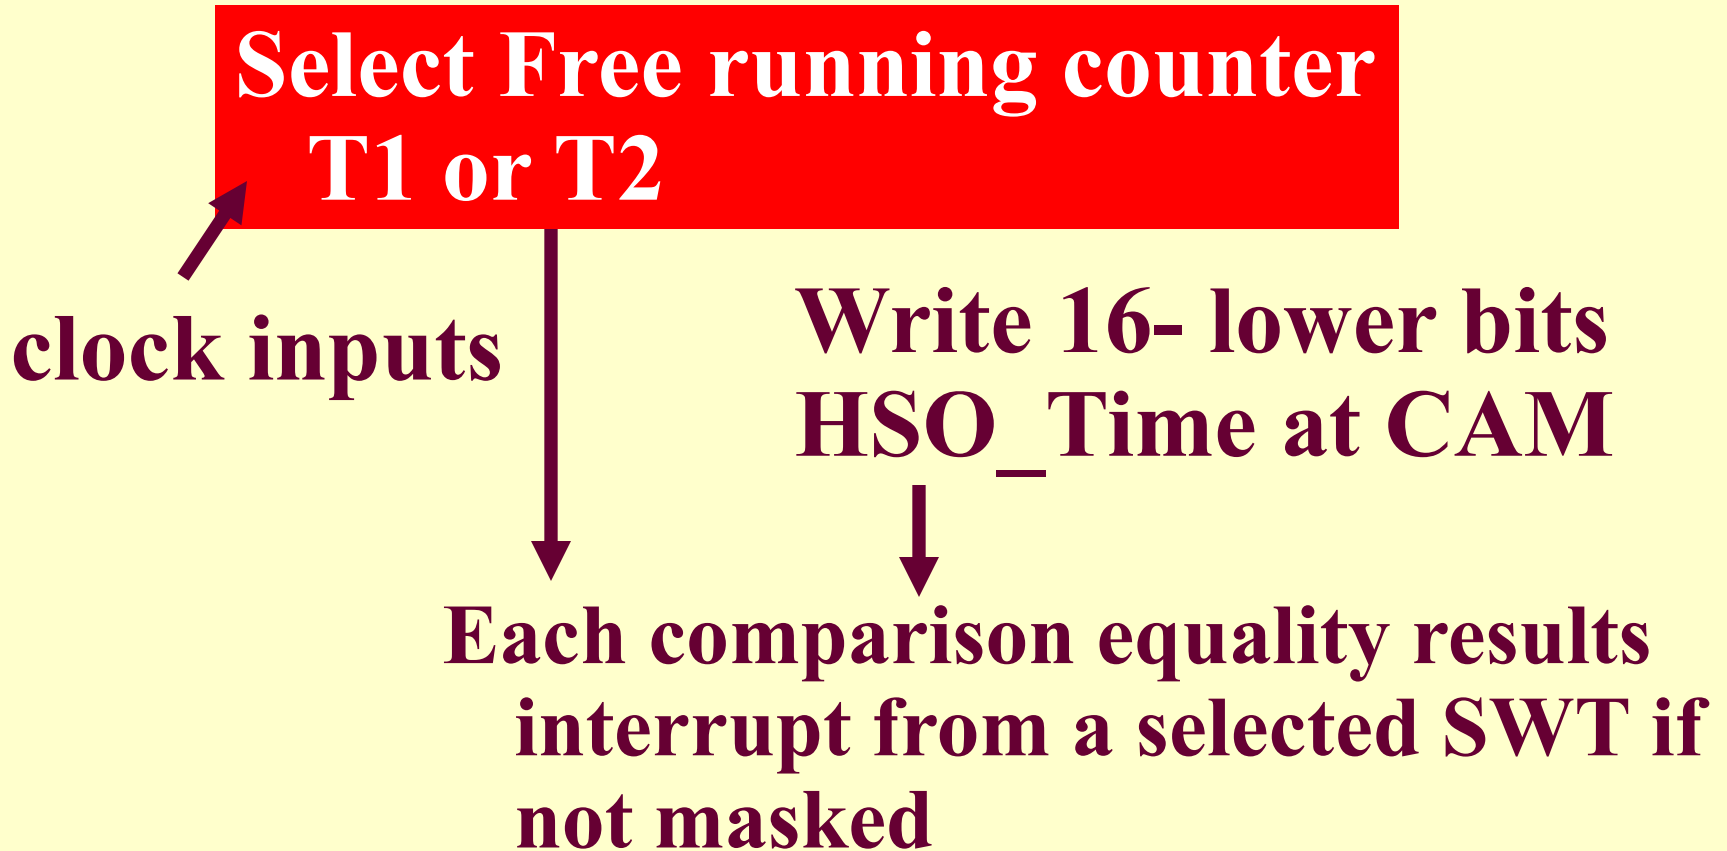 Select Free running counter
T1 or T2
clock inputs
Write 16- lower bits
HSO_Time at CAM
Each comparison equality results
interrupt from a selected SWT if
not masked